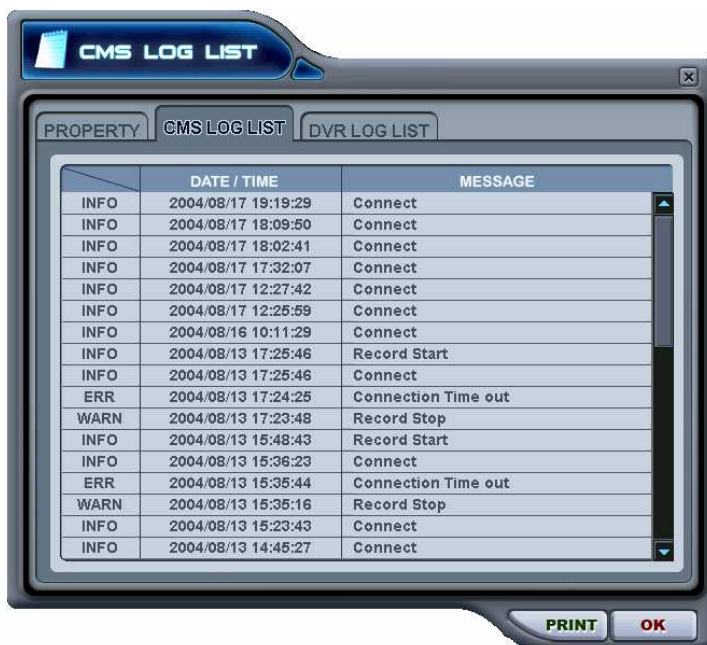 CMS LOG LIST
PROPERTY CMS LOG LIST DVR LOG LIST
DATE / TIME MESSAGE
INFO 2004/08/17 19:19:29 Connect
INFO 2004/08/17 18:09:50 Connect
INFO 2004/08/17 18:02:41 Connect
INFO 2004/08/17 17:32:07 Connect
INFO 2004/08/17 12:27:42 Connect
INFO 2004/08/17 12:25:59 Connect
INFO 2004/08/16 10:11:29 Connect
INFO 2004/08/13 17:25:46 Record Start
INFO 2004/08/13 17:25:46 Connect
ERR 2004/08/13 17:24:25 Connection Time out
WARN 2004/08/13 17:23:48 Record Stop
INFO 2004/08/13 15:48:43 Record Start
INFO 2004/08/13 15:36:23 Connect
ERR 2004/08/13 15:35:44 Connection Time out
WARN 2004/08/13 15:35:16 Record Stop
INFO 2004/08/13 15:23:43 Connect
INFO 2004/08/13 14:45:27 Connect
PRINT OK